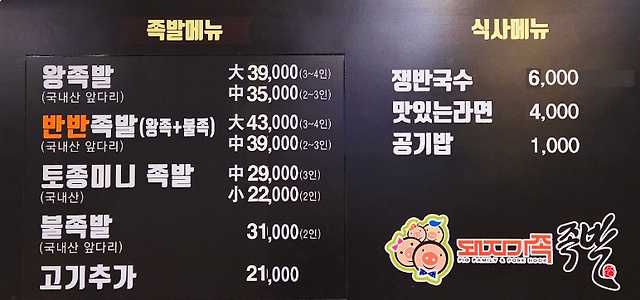 족발메뉴
왕족발 大 39,000(3~4인)
(국내산 앞다리) 中 35,000(2~3인)
반반족발(왕족+불족) 大 43,000(3~4인)
(국내산 앞다리) 中 39,000(2~3인)
토종미니 족발 中 29,000(3인)
(국내산) 小 22,000(2인)
불족발 31,000(2인)
(국내산 앞다리)
고기추가 21,000
식사메뉴
쟁반국수 6,000
맛있는라면 4,000
공기밥 1,000
돼지가족 족발
PIG FAMILY & PORK HOCK